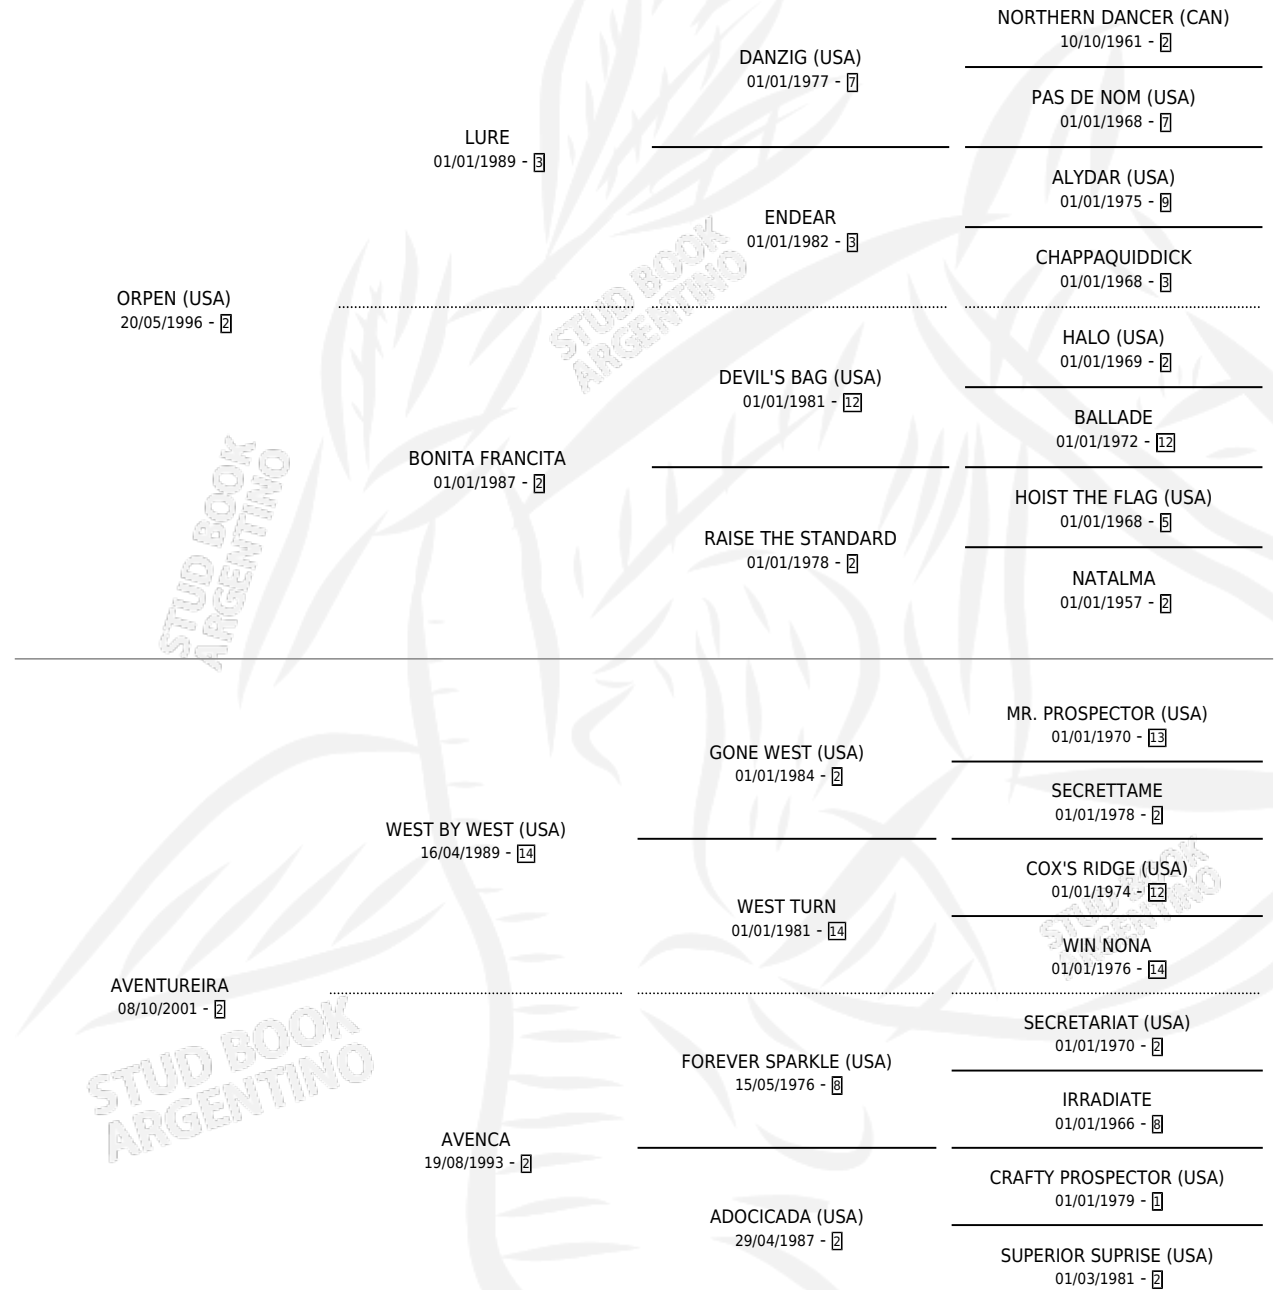 NORTHERN DANCER (CAN)
10/10/1961 - 2
DANZIG (USA)
01/01/1977 - 7
PAS DE NOM (USA)
01/01/1968 - 7
LURE
01/01/1989 - 3
ALYDAR (USA)
01/01/1975 - 9
ENDEAR
01/01/1982 - 3
CHAPPAQUIDDICK
01/01/1968 - 3
ORPEN (USA)
20/05/1996 - 2
HALO (USA)
01/01/1969 - 2
DEVIL'S BAG (USA)
01/01/1981 - 12
BALLADE
01/01/1972 - 12
BONITA FRANCITA
01/01/1987 - 2
HOIST THE FLAG (USA)
01/01/1968 - 5
RAISE THE STANDARD
01/01/1978 - 2
NATALMA
01/01/1957 - 2
STUD BOOK
ARGENTINO
STUD BOOK
ARGENTINO
MR. PROSPECTOR (USA)
01/01/1970 - 13
GONE WEST (USA)
01/01/1984 - 2
SECRETTAME
01/01/1978 - 2
WEST BY WEST (USA)
16/04/1989 - 14
COX'S RIDGE (USA)
01/01/1974 - 12
WEST TURN
01/01/1981 - 14
WIN NONA
01/01/1976 - 14
AVENTUREIRA
08/10/2001 - 2
SECRETARIAT (USA)
01/01/1970 - 2
FOREVER SPARKLE (USA)
15/05/1976 - 8
IRRADIATE
01/01/1966 - 8
AVENCA
19/08/1993 - 2
CRAFTY PROSPECTOR (USA)
01/01/1979 - 1
ADOCICADA (USA)
29/04/1987 - 2
SUPERIOR SUPRISE (USA)
01/03/1981 - 2
STUD BOOK
ARGENTINO
STUD BOOK
ARGENTINO